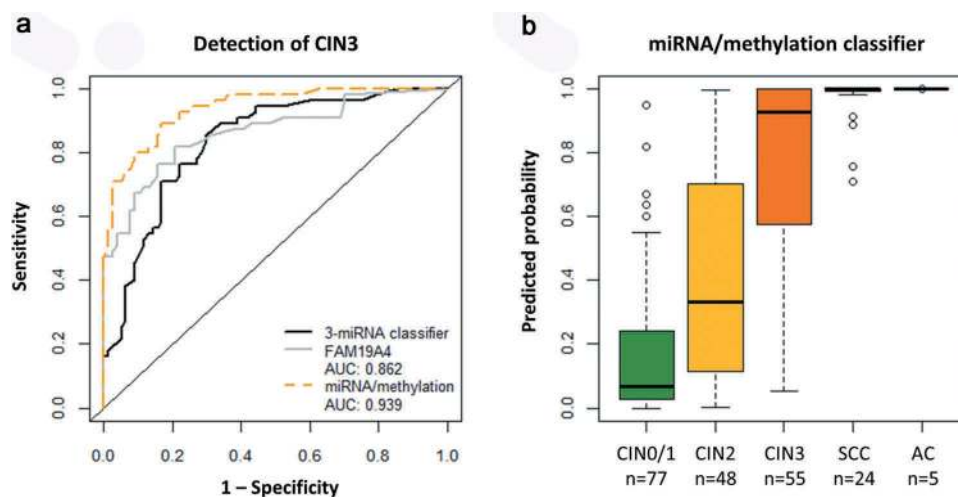 a
Detection of CIN3
Sensitivity
0.0 0.2 0.4 0.6 0.8 1.0
3-miRNA classifier
FAM19A4
AUC: 0.862
miRNA/methylation
AUC: 0.939
0.0 0.2 0.4 0.6 0.8 1.0
1 – Specificity
b
miRNA/methylation classifier
Predicted probability
0.0 0.2 0.4 0.6 0.8 1.0
CIN0/1 CIN2 CIN3 SCC AC
n=77 n=48 n=55 n=24 n=5